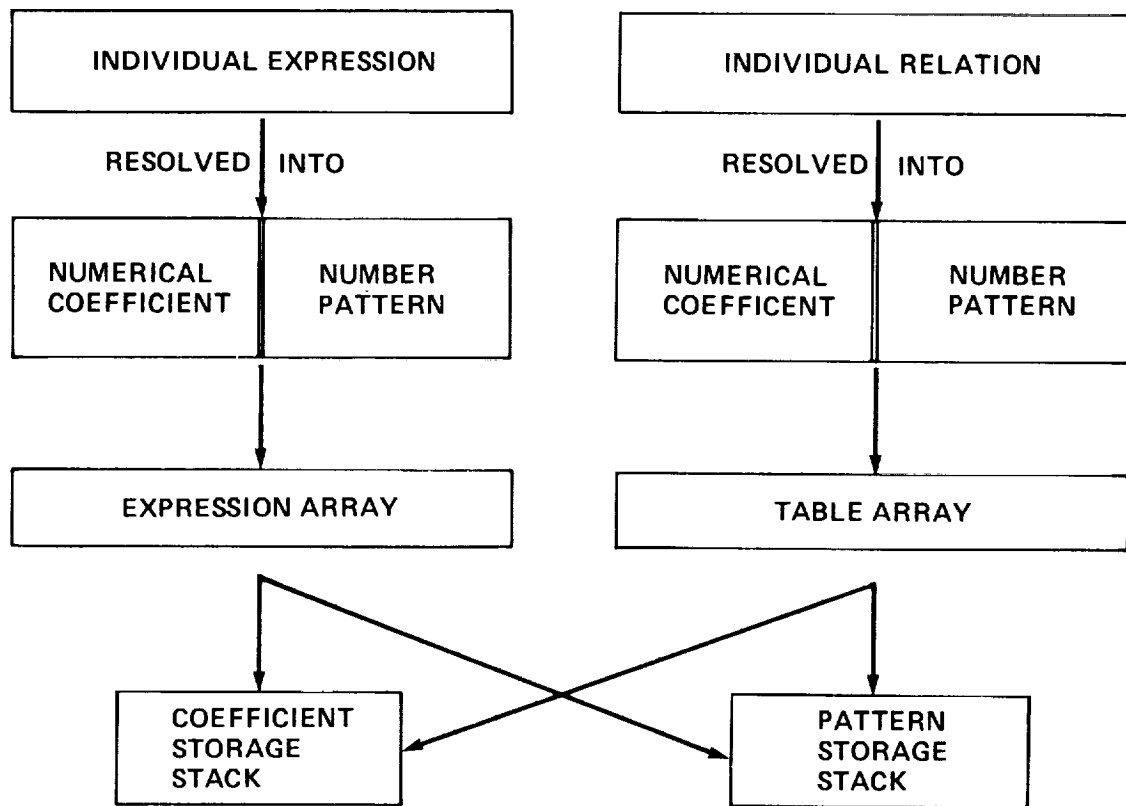 INDIVIDUAL EXPRESSION
INDIVIDUAL RELATION
RESOLVED INTO
RESOLVED INTO
NUMERICAL
COEFFICIENT
NUMBER
PATTERN
NUMERICAL
COEFFICENT
NUMBER
PATTERN
EXPRESSION ARRAY
TABLE ARRAY
COEFFICIENT
STORAGE
STACK
PATTERN
STORAGE
STACK